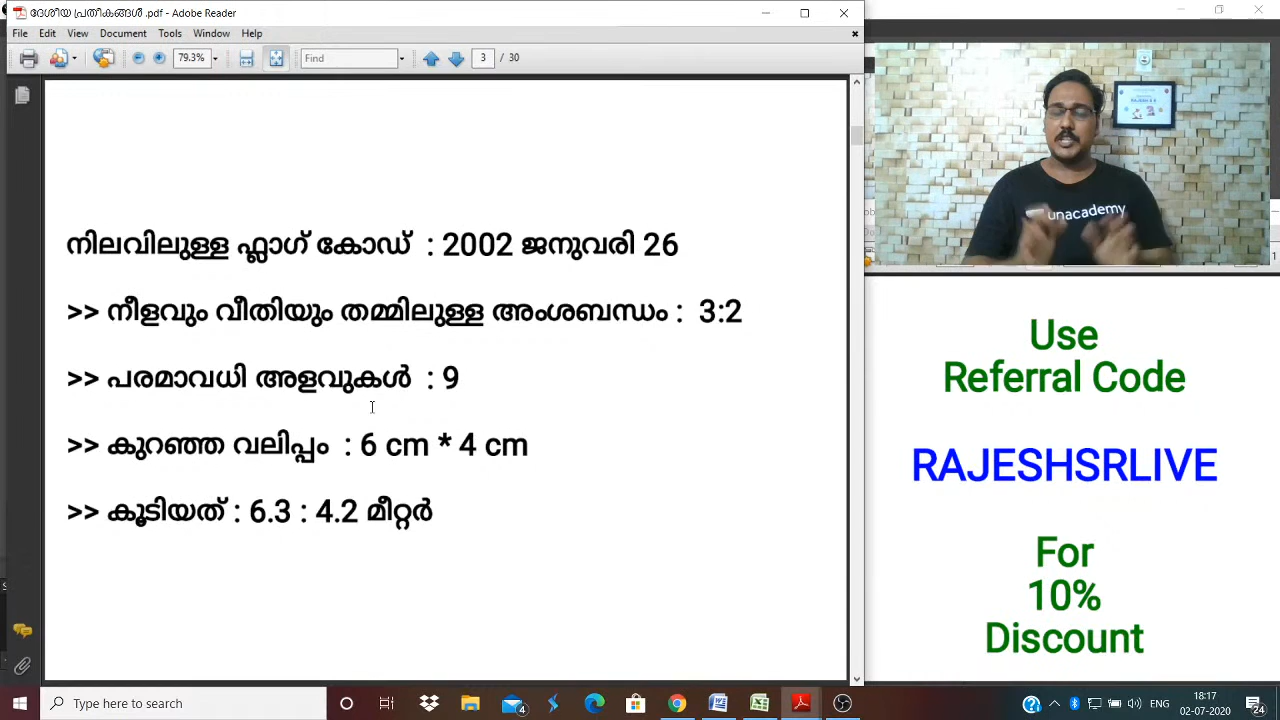 ദേശീയ പ്രതീകങ്ങൾ .pdf - Adobe Reader
File Edit View Document Tools Window Help
79.3% Find 3 / 30
നിലവിലുള്ള ഫ്ലാഗ് കോഡ് : 2002 ജനുവരി 26
>> നീളവും വീതിയും തമ്മിലുള്ള അംശബന്ധം : 3:2
>> പരമാവധി അളവുകൾ : 9
>> കുറഞ്ഞ വലിപ്പം : 6 cm * 4 cm
>> കൂടിയത് : 6.3 : 4.2 മീറ്റർ
unacademy
Use
Referral Code
RAJESHSRLIVE
For
10%
Discount
Type here to search
4
ENG
18:17
02-07-2020
24